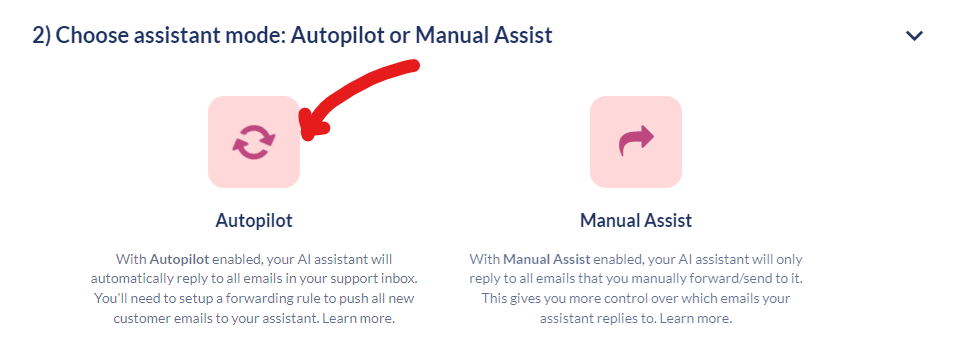 2) Choose assistant mode: Autopilot or Manual Assist
Autopilot
With Autopilot enabled, your AI assistant will
automatically reply to all emails in your support inbox.
You'll need to setup a forwarding rule to push all new
customer emails to your assistant. Learn more.
Manual Assist
With Manual Assist enabled, your AI assistant will only
reply to all emails that you manually forward/send to it.
This gives you more control over which emails your
assistant replies to. Learn more.